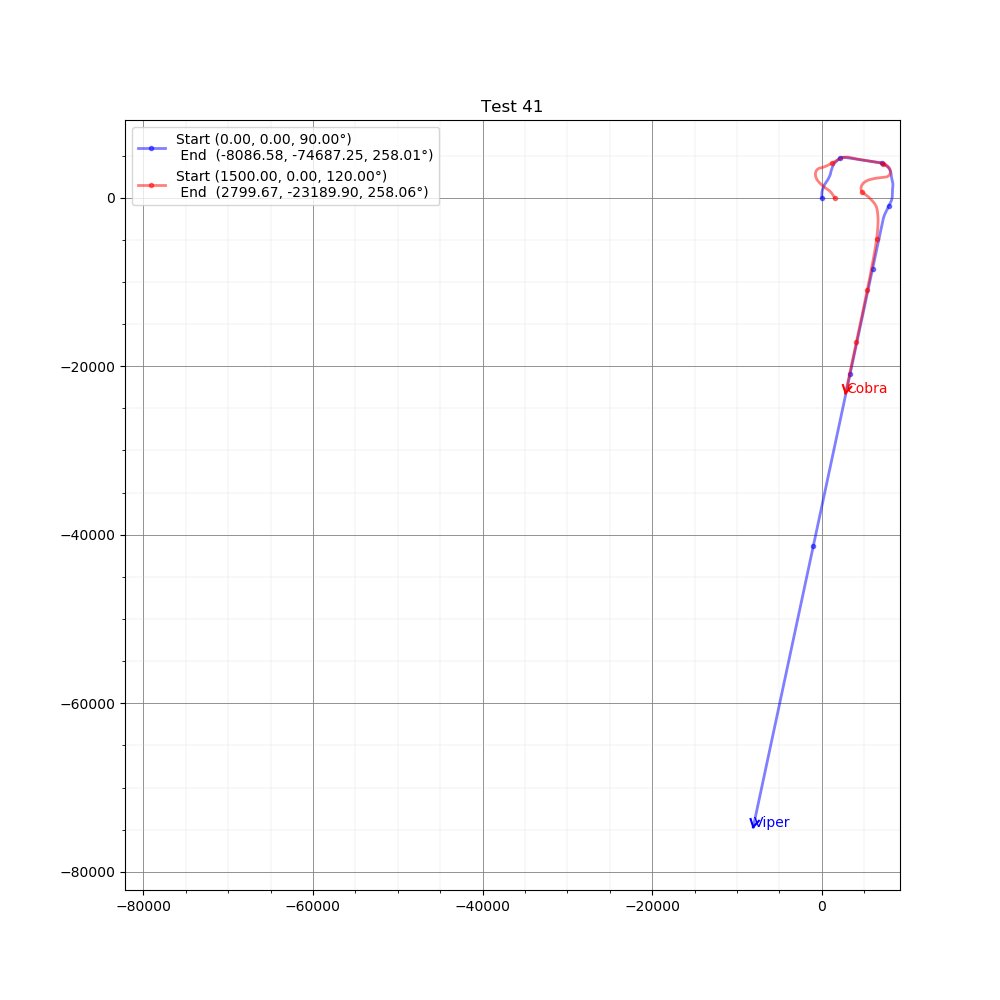 Test 41
Start (0.00, 0.00, 90.00°)
End  (-8086.58, -74687.25, 258.01°)
Start (1500.00, 0.00, 120.00°)
End  (2799.67, -23189.90, 258.06°)
0
−20000
−40000
−60000
−80000
Cobra
Viper
−80000
−60000
−40000
−20000
0